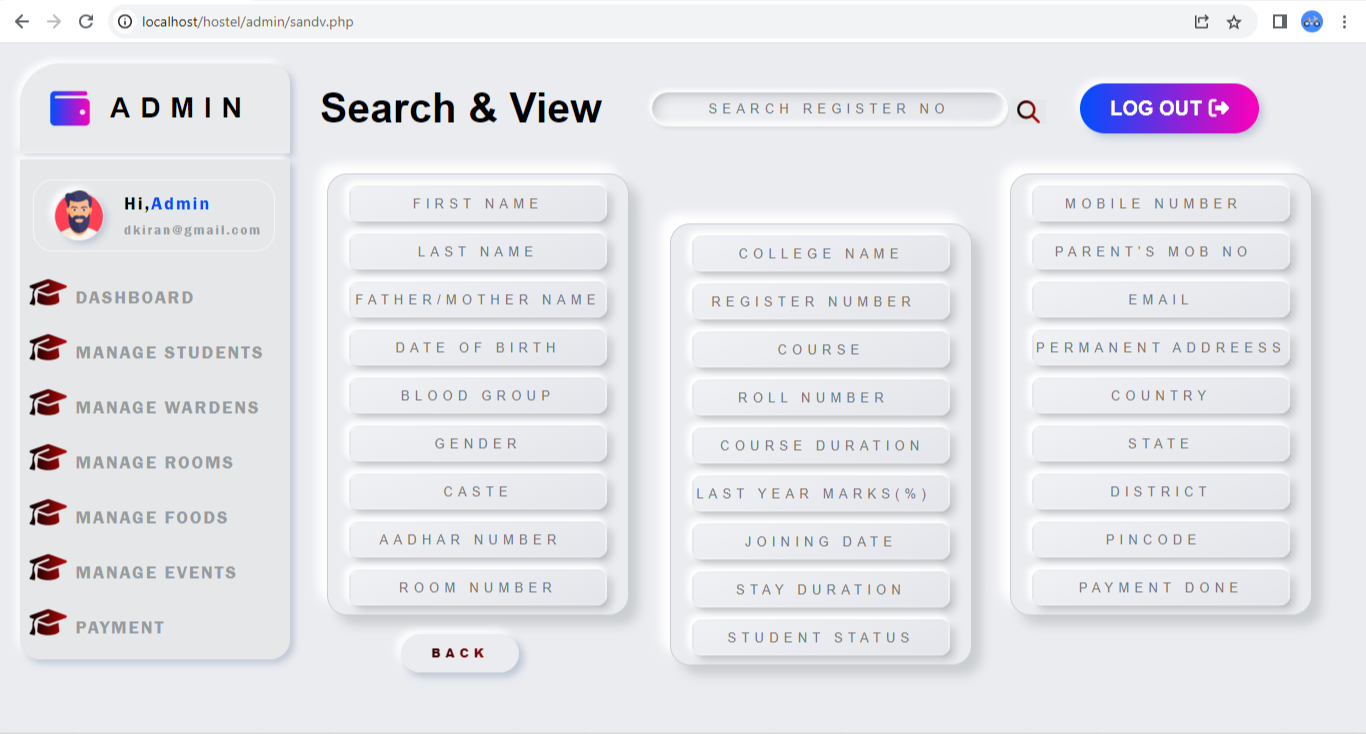 localhost/hostel/admin/sandv.php
ADMIN
Search & View
SEARCH REGISTER NO
LOG OUT
Hi,Admin
dkiran@gmail.com
DASHBOARD
MANAGE STUDENTS
MANAGE WARDENS
MANAGE ROOMS
MANAGE FOODS
MANAGE EVENTS
PAYMENT
FIRST NAME
LAST NAME
FATHER/MOTHER NAME
DATE OF BIRTH
BLOOD GROUP
GENDER
CASTE
AADHAR NUMBER
ROOM NUMBER
BACK
COLLEGE NAME
REGISTER NUMBER
COURSE
ROLL NUMBER
COURSE DURATION
LAST YEAR MARKS(%)
JOINING DATE
STAY DURATION
STUDENT STATUS
MOBILE NUMBER
PARENT'S MOB NO
EMAIL
PERMANENT ADDREESS
COUNTRY
STATE
DISTRICT
PINCODE
PAYMENT DONE